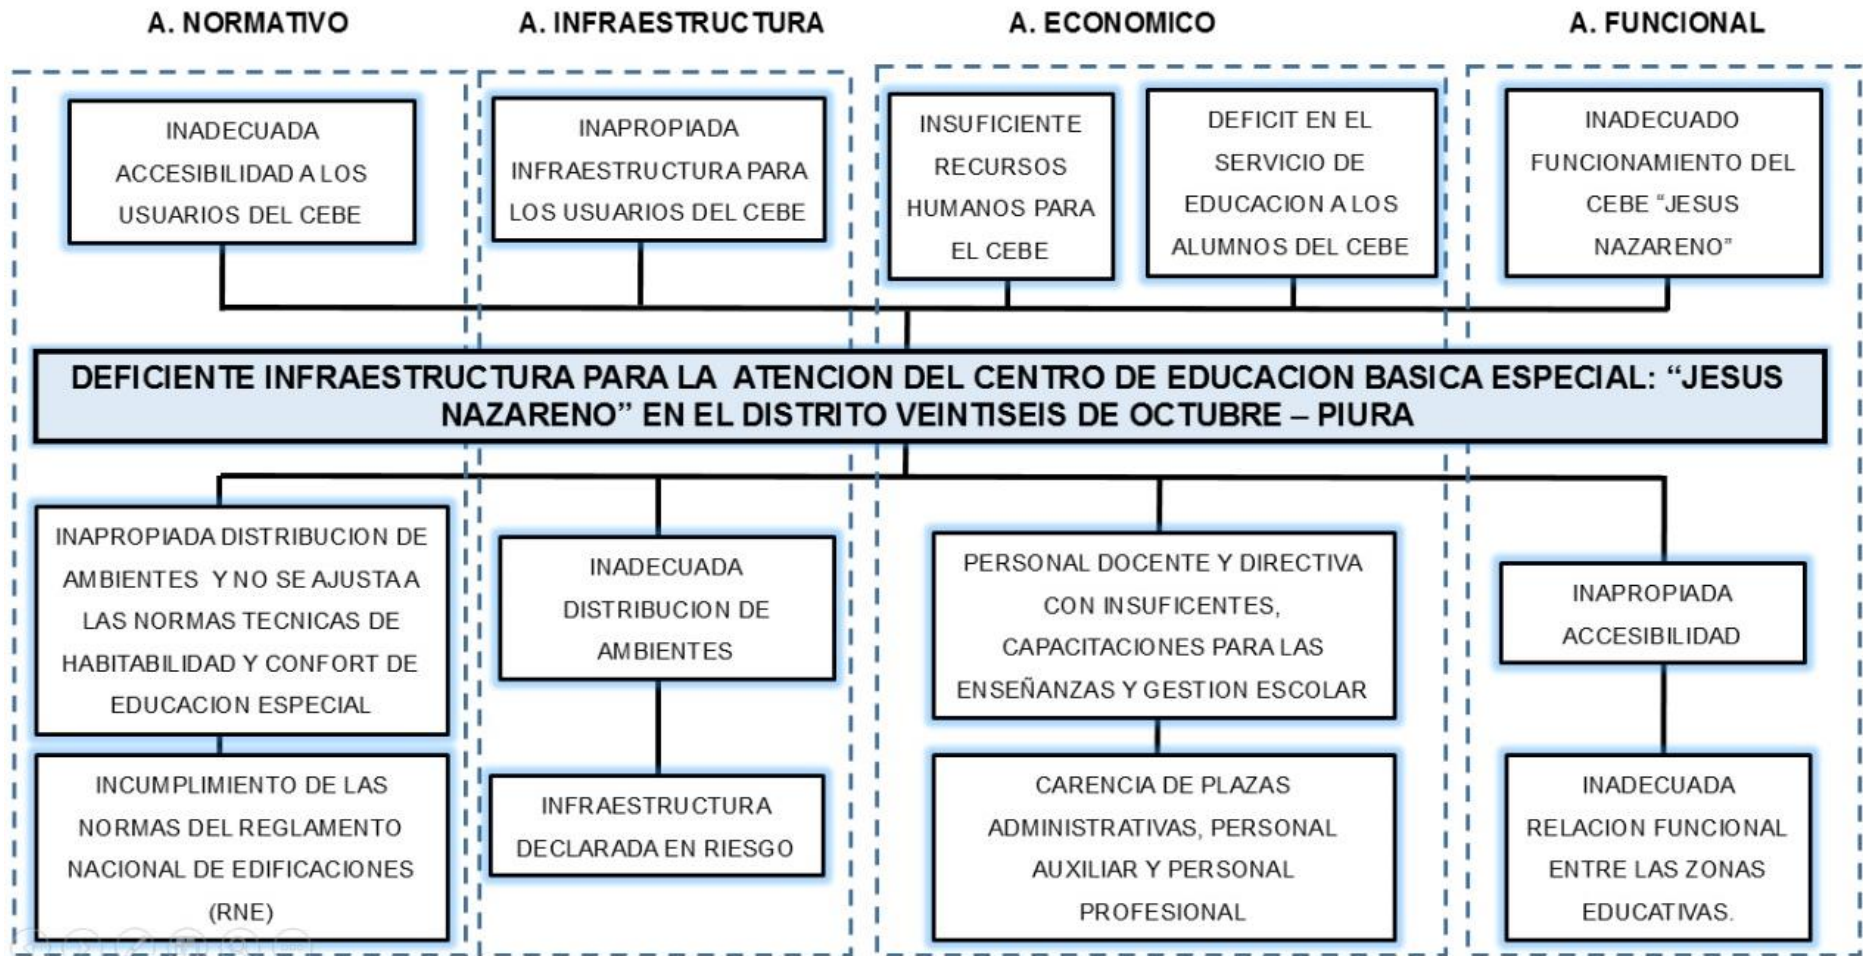 A. NORMATIVO
A. INFRAESTRUCTURA
A. ECONOMICO
A. FUNCIONAL
INADECUADA
ACCESIBILIDAD A LOS
USUARIOS DEL CEBE
INAPROPIADA
INFRAESTRUCTURA PARA
LOS USUARIOS DEL CEBE
INSUFICIENTE
RECURSOS
HUMANOS PARA
EL CEBE
DEFICIT EN EL
SERVICIO DE
EDUCACION A LOS
ALUMNOS DEL CEBE
INADECUADO
FUNCIONAMIENTO DEL
CEBE “JESUS
NAZARENO”
DEFICIENTE INFRAESTRUCTURA PARA LA ATENCION DEL CENTRO DE EDUCACION BASICA ESPECIAL: “JESUS
NAZARENO” EN EL DISTRITO VEINTISEIS DE OCTUBRE – PIURA
INAPROPIADA DISTRIBUCION DE
AMBIENTES Y NO SE AJUSTA A
LAS NORMAS TECNICAS DE
HABITABILIDAD Y CONFORT DE
EDUCACION ESPECIAL
INADECUADA
DISTRIBUCION DE
AMBIENTES
PERSONAL DOCENTE Y DIRECTIVA
CON INSUFICENTES,
CAPACITACIONES PARA LAS
ENSEÑANZAS Y GESTION ESCOLAR
INAPROPIADA
ACCESIBILIDAD
INCUMPLIMIENTO DE LAS
NORMAS DEL REGLAMENTO
NACIONAL DE EDIFICACIONES
(RNE)
INFRAESTRUCTURA
DECLARADA EN RIESGO
CARENCIA DE PLAZAS
ADMINISTRATIVAS, PERSONAL
AUXILIAR Y PERSONAL
PROFESIONAL
INADECUADA
RELACION FUNCIONAL
ENTRE LAS ZONAS
EDUCATIVAS.